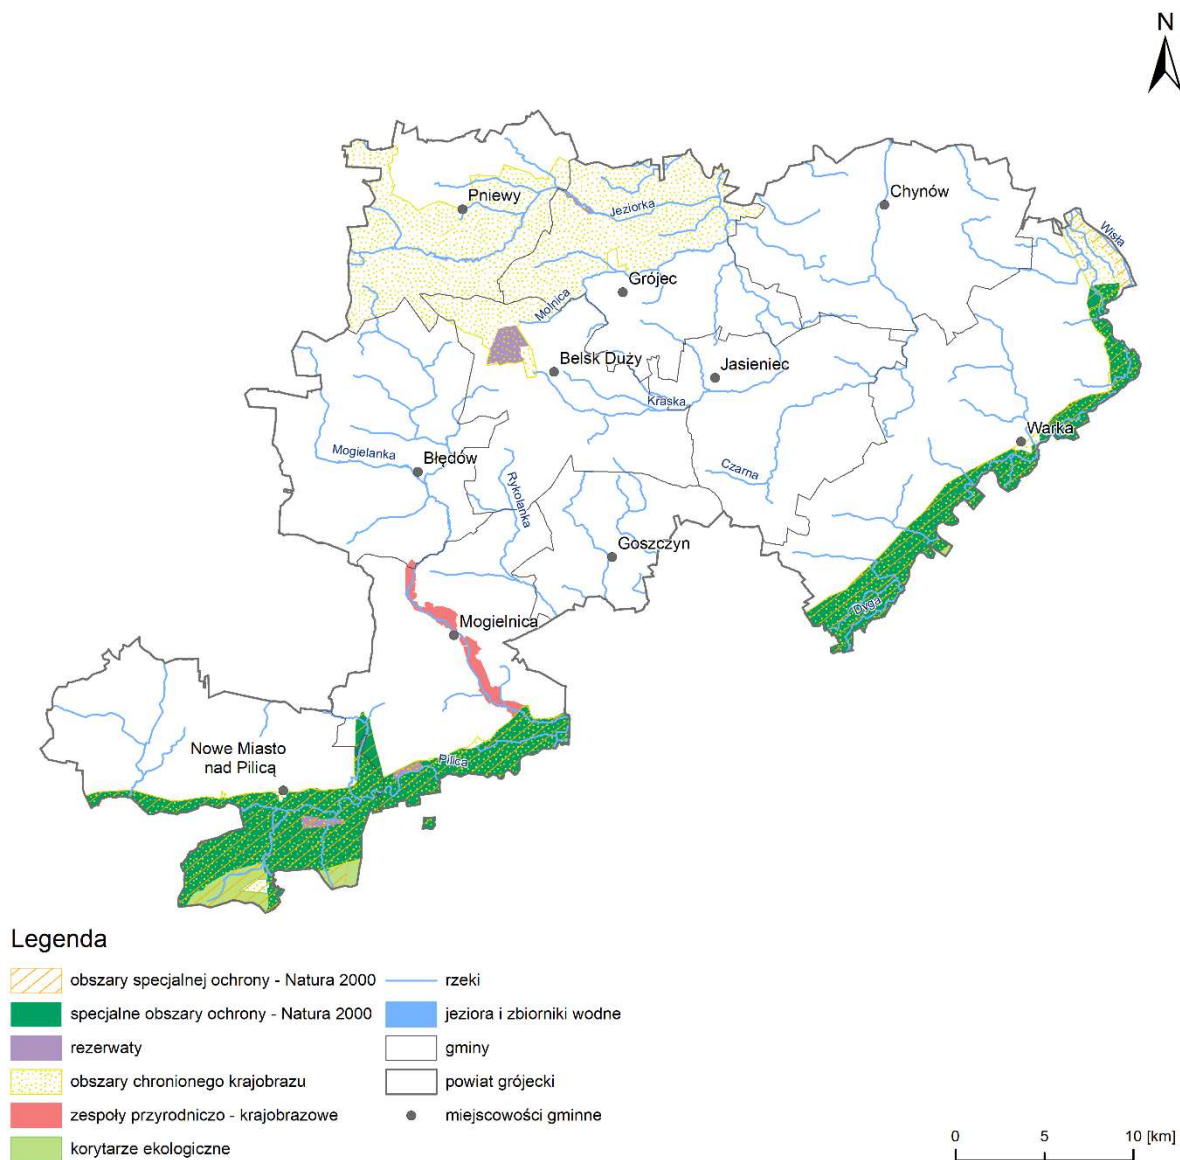 N
Chynów
Pniewy
Jeziorka
Wisła
Grójec
Molnica
Belsk Duży
Jasieniec
Kraska
Warka
Mogielanka
Błędów
Czarna
Rykolanka
Goszczyn
Dyga
Mogielnica
Nowe Miasto
nad Pilicą
Pilica
Legenda
obszary specjalnej ochrony - Natura 2000
specjalne obszary ochrony - Natura 2000
rezerwaty
obszary chronionego krajobrazu
zespoły przyrodniczo - krajobrazowe
korytarze ekologiczne
rzeki
jeziora i zbiorniki wodne
gminy
powiat grójecki
miejscowości gminne
0 5 10 [km]